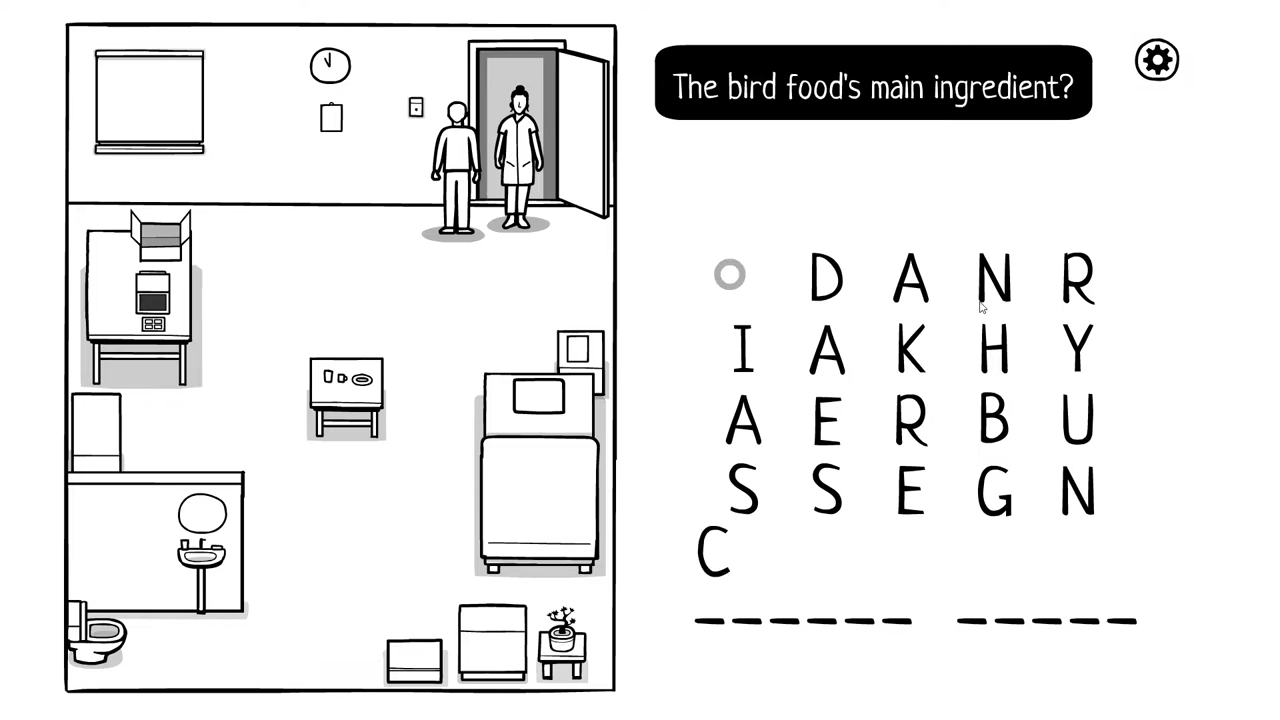 The bird food's main ingredient?
D A N R
I A K H Y
A E R B U
S S E G N
C